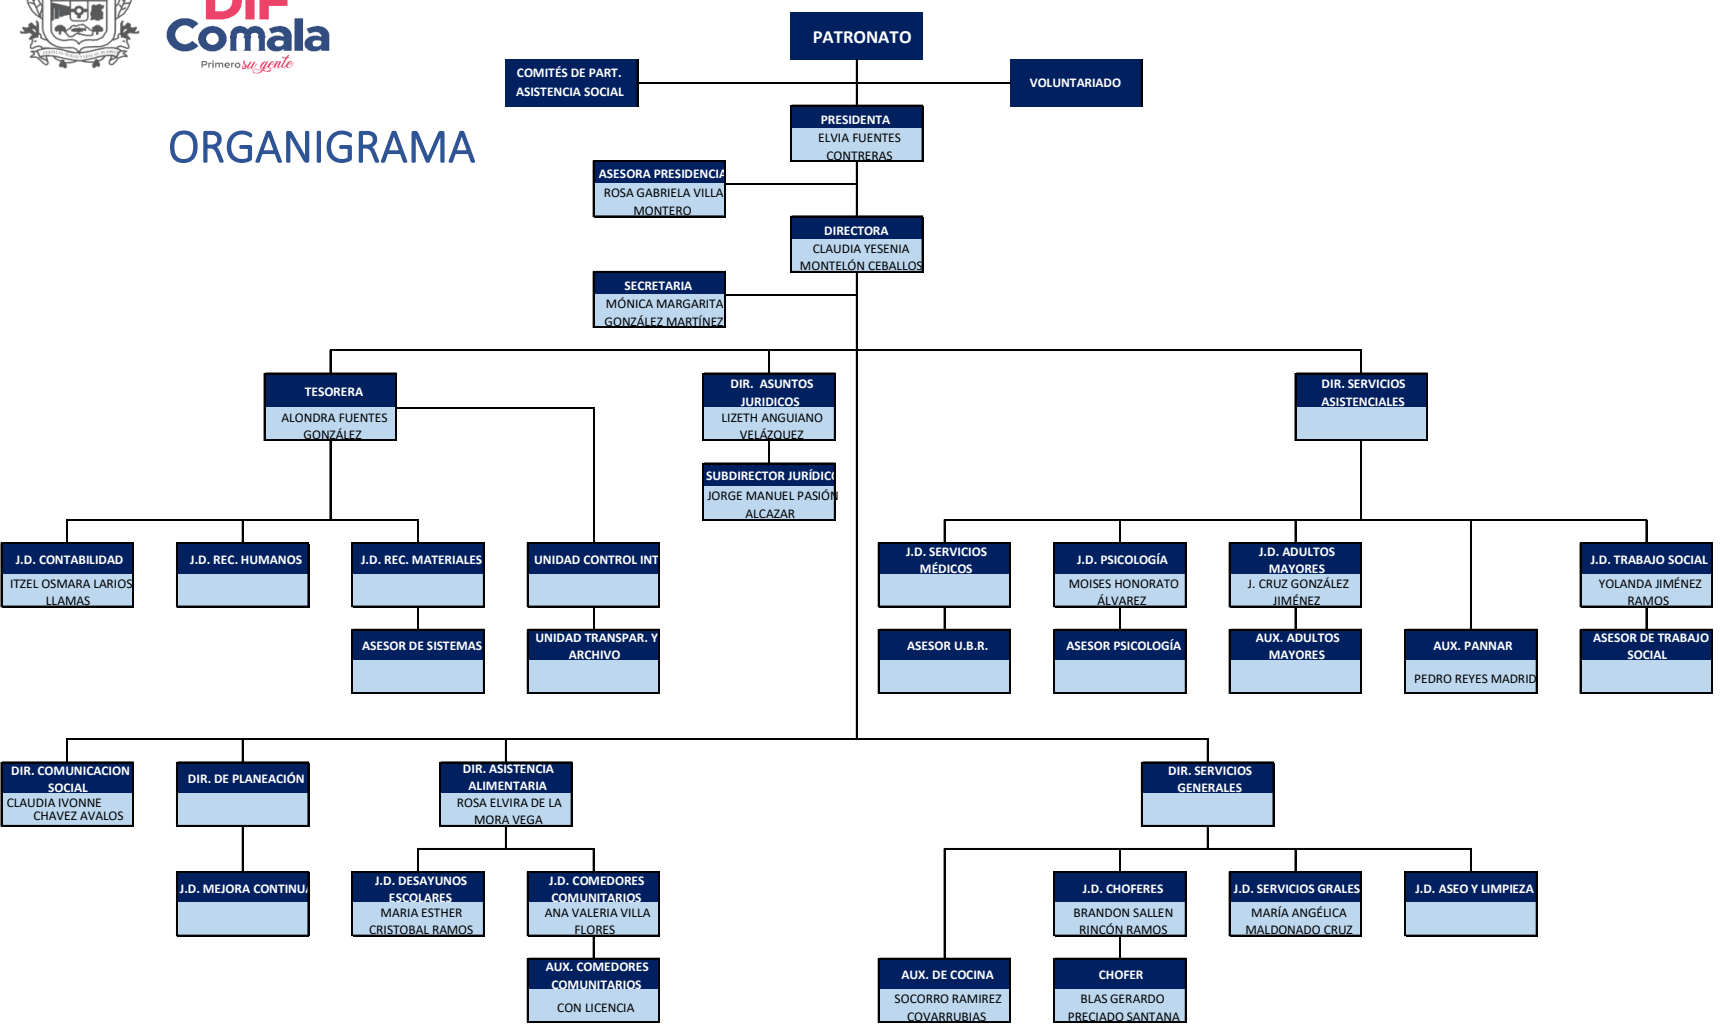 DIF
Comala
Primero su gente
ORGANIGRAMA
PATRONATO
COMITÉS DE PART.
ASISTENCIA SOCIAL
VOLUNTARIADO
PRESIDENTA
ELVIA FUENTES
CONTRERAS
ASESORA PRESIDENCIA
ROSA GABRIELA VILLA
MONTERO
DIRECTORA
CLAUDIA YESENIA
MONTELÓN CEBALLOS
SECRETARIA
MÓNICA MARGARITA
GONZÁLEZ MARTÍNEZ
TESORERA
ALONDRA FUENTES
GONZÁLEZ
DIR. ASUNTOS
JURIDICOS
LIZETH ANGUIANO
VELÁZQUEZ
DIR. SERVICIOS
ASISTENCIALES
SUBDIRECTOR JURÍDICO
JORGE MANUEL PASIÓN
ALCAZAR
J.D. CONTABILIDAD
ITZEL OSMARA LARIOS
LLAMAS
J.D. REC. HUMANOS
J.D. REC. MATERIALES
UNIDAD CONTROL INT
J.D. SERVICIOS
MÉDICOS
J.D. PSICOLOGÍA
MOISES HONORATO
ÁLVAREZ
J.D. ADULTOS
MAYORES
J. CRUZ GONZÁLEZ
JIMÉNEZ
J.D. TRABAJO SOCIAL
YOLANDA JIMÉNEZ
RAMOS
ASESOR DE SISTEMAS
UNIDAD TRANSPAR. Y
ARCHIVO
ASESOR U.B.R.
ASESOR PSICOLOGÍA
AUX. ADULTOS
MAYORES
AUX. PANNAR
PEDRO REYES MADRID
ASESOR DE TRABAJO
SOCIAL
DIR. COMUNICACION
SOCIAL
CLAUDIA IVONNE
CHAVEZ AVALOS
DIR. DE PLANEACIÓN
DIR. ASISTENCIA
ALIMENTARIA
ROSA ELVIRA DE LA
MORA VEGA
DIR. SERVICIOS
GENERALES
J.D. MEJORA CONTINUA
J.D. DESAYUNOS
ESCOLARES
MARIA ESTHER
CRISTOBAL RAMOS
J.D. COMEDORES
COMUNITARIOS
ANA VALERIA VILLA
FLORES
J.D. CHOFERES
BRANDON SALLEN
RINCÓN RAMOS
J.D. SERVICIOS GRALES
MARÍA ANGÉLICA
MALDONADO CRUZ
J.D. ASEO Y LIMPIEZA
AUX. COMEDORES
COMUNITARIOS
CON LICENCIA
AUX. DE COCINA
SOCORRO RAMIREZ
COVARRUBIAS
CHOFER
BLAS GERARDO
PRECIADO SANTANA